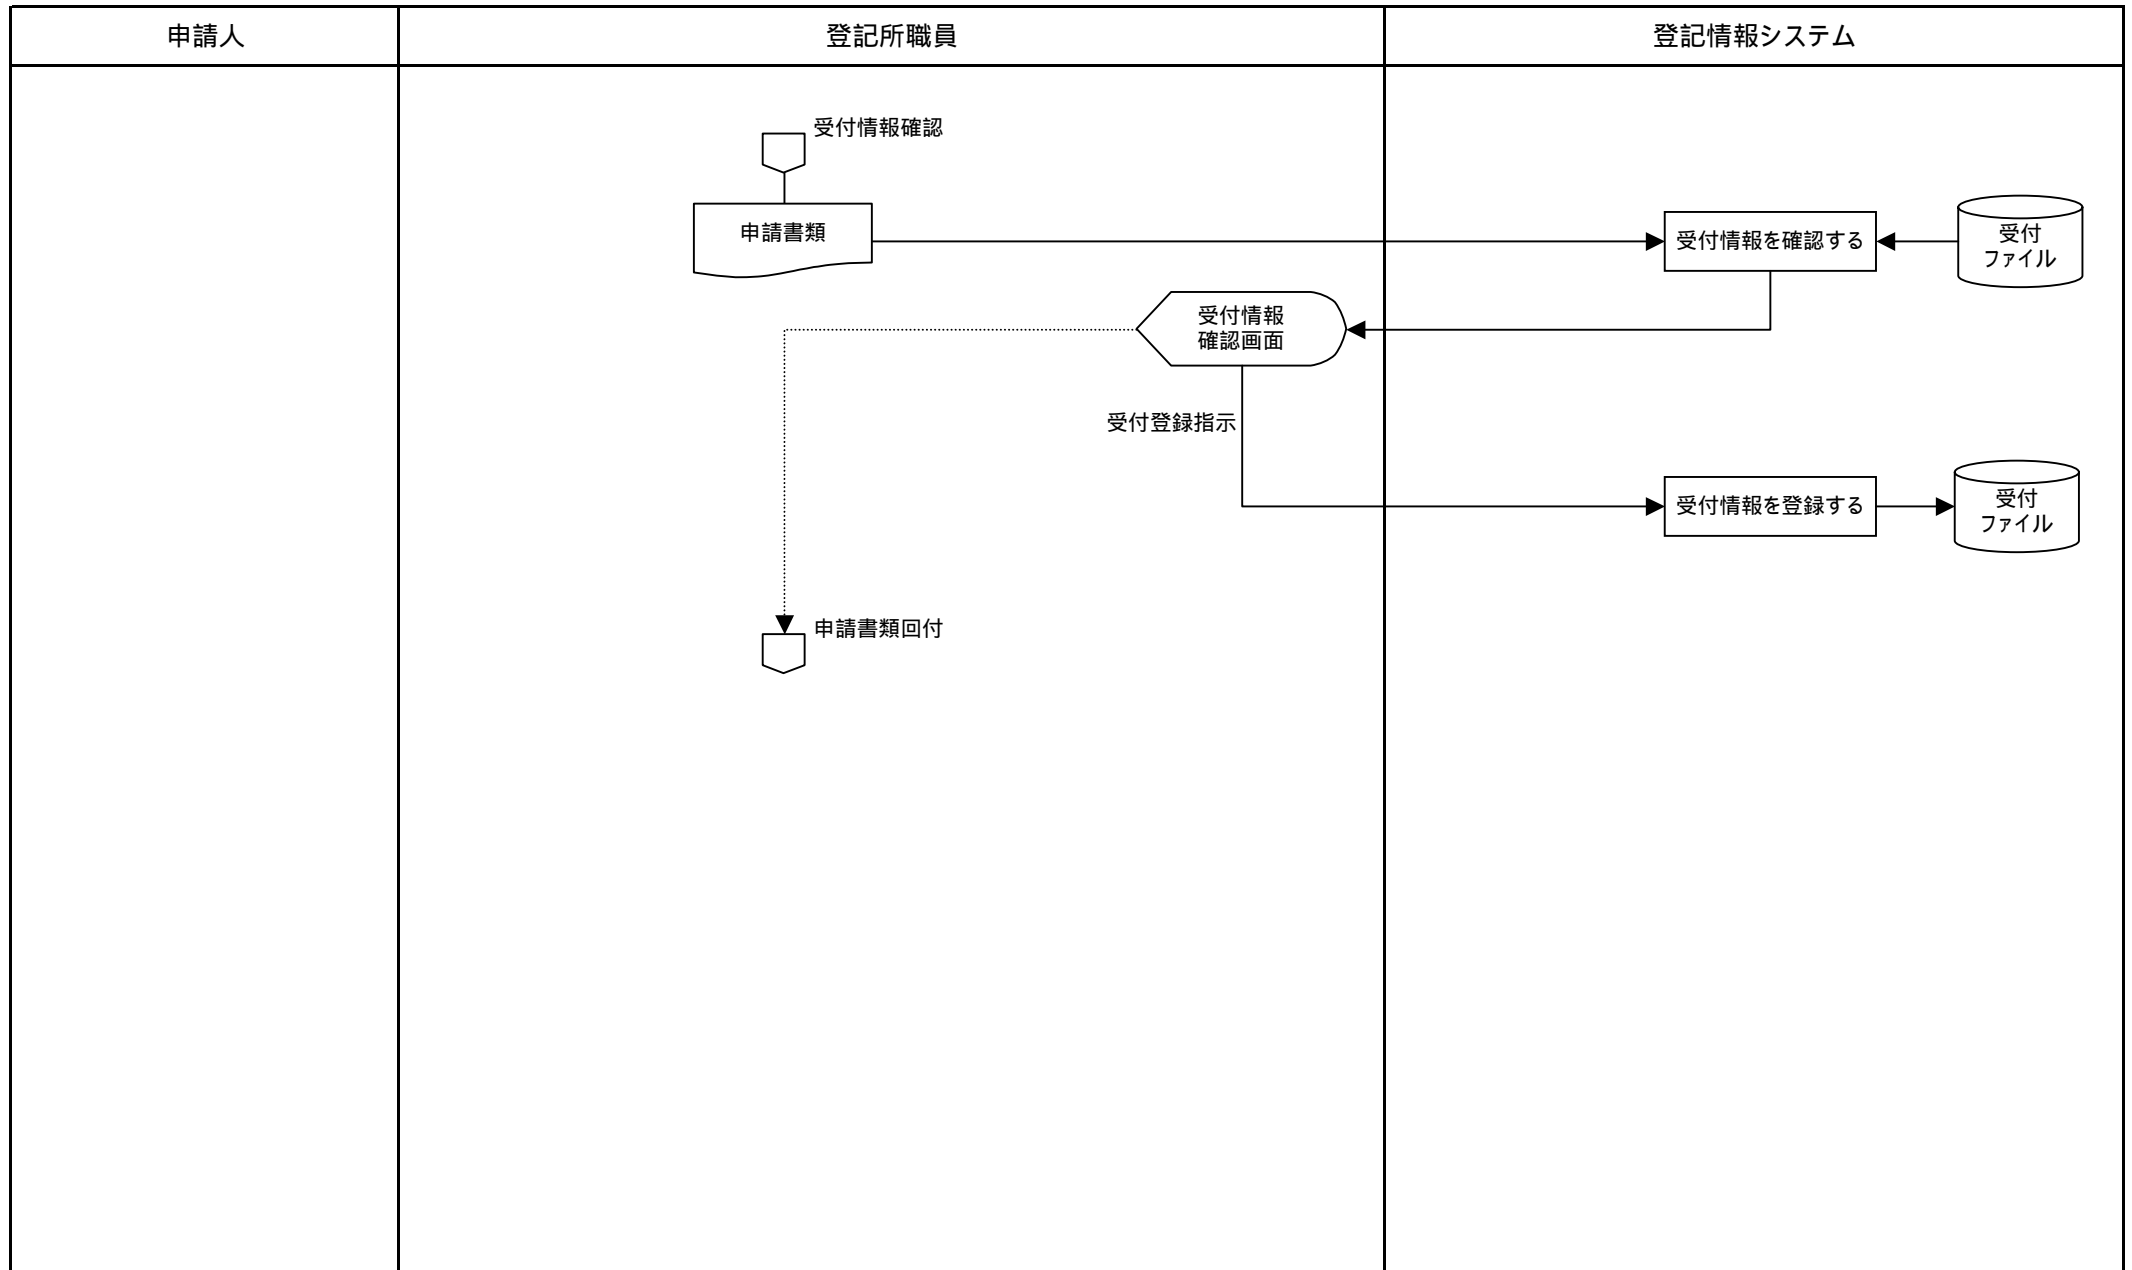 申請人
登記所職員
登記情報システム
受付情報確認
申請書類
受付情報を確認する
受付
ファイル
受付情報
確認画面
受付登録指示
受付情報を登録する
受付
ファイル
申請書類回付